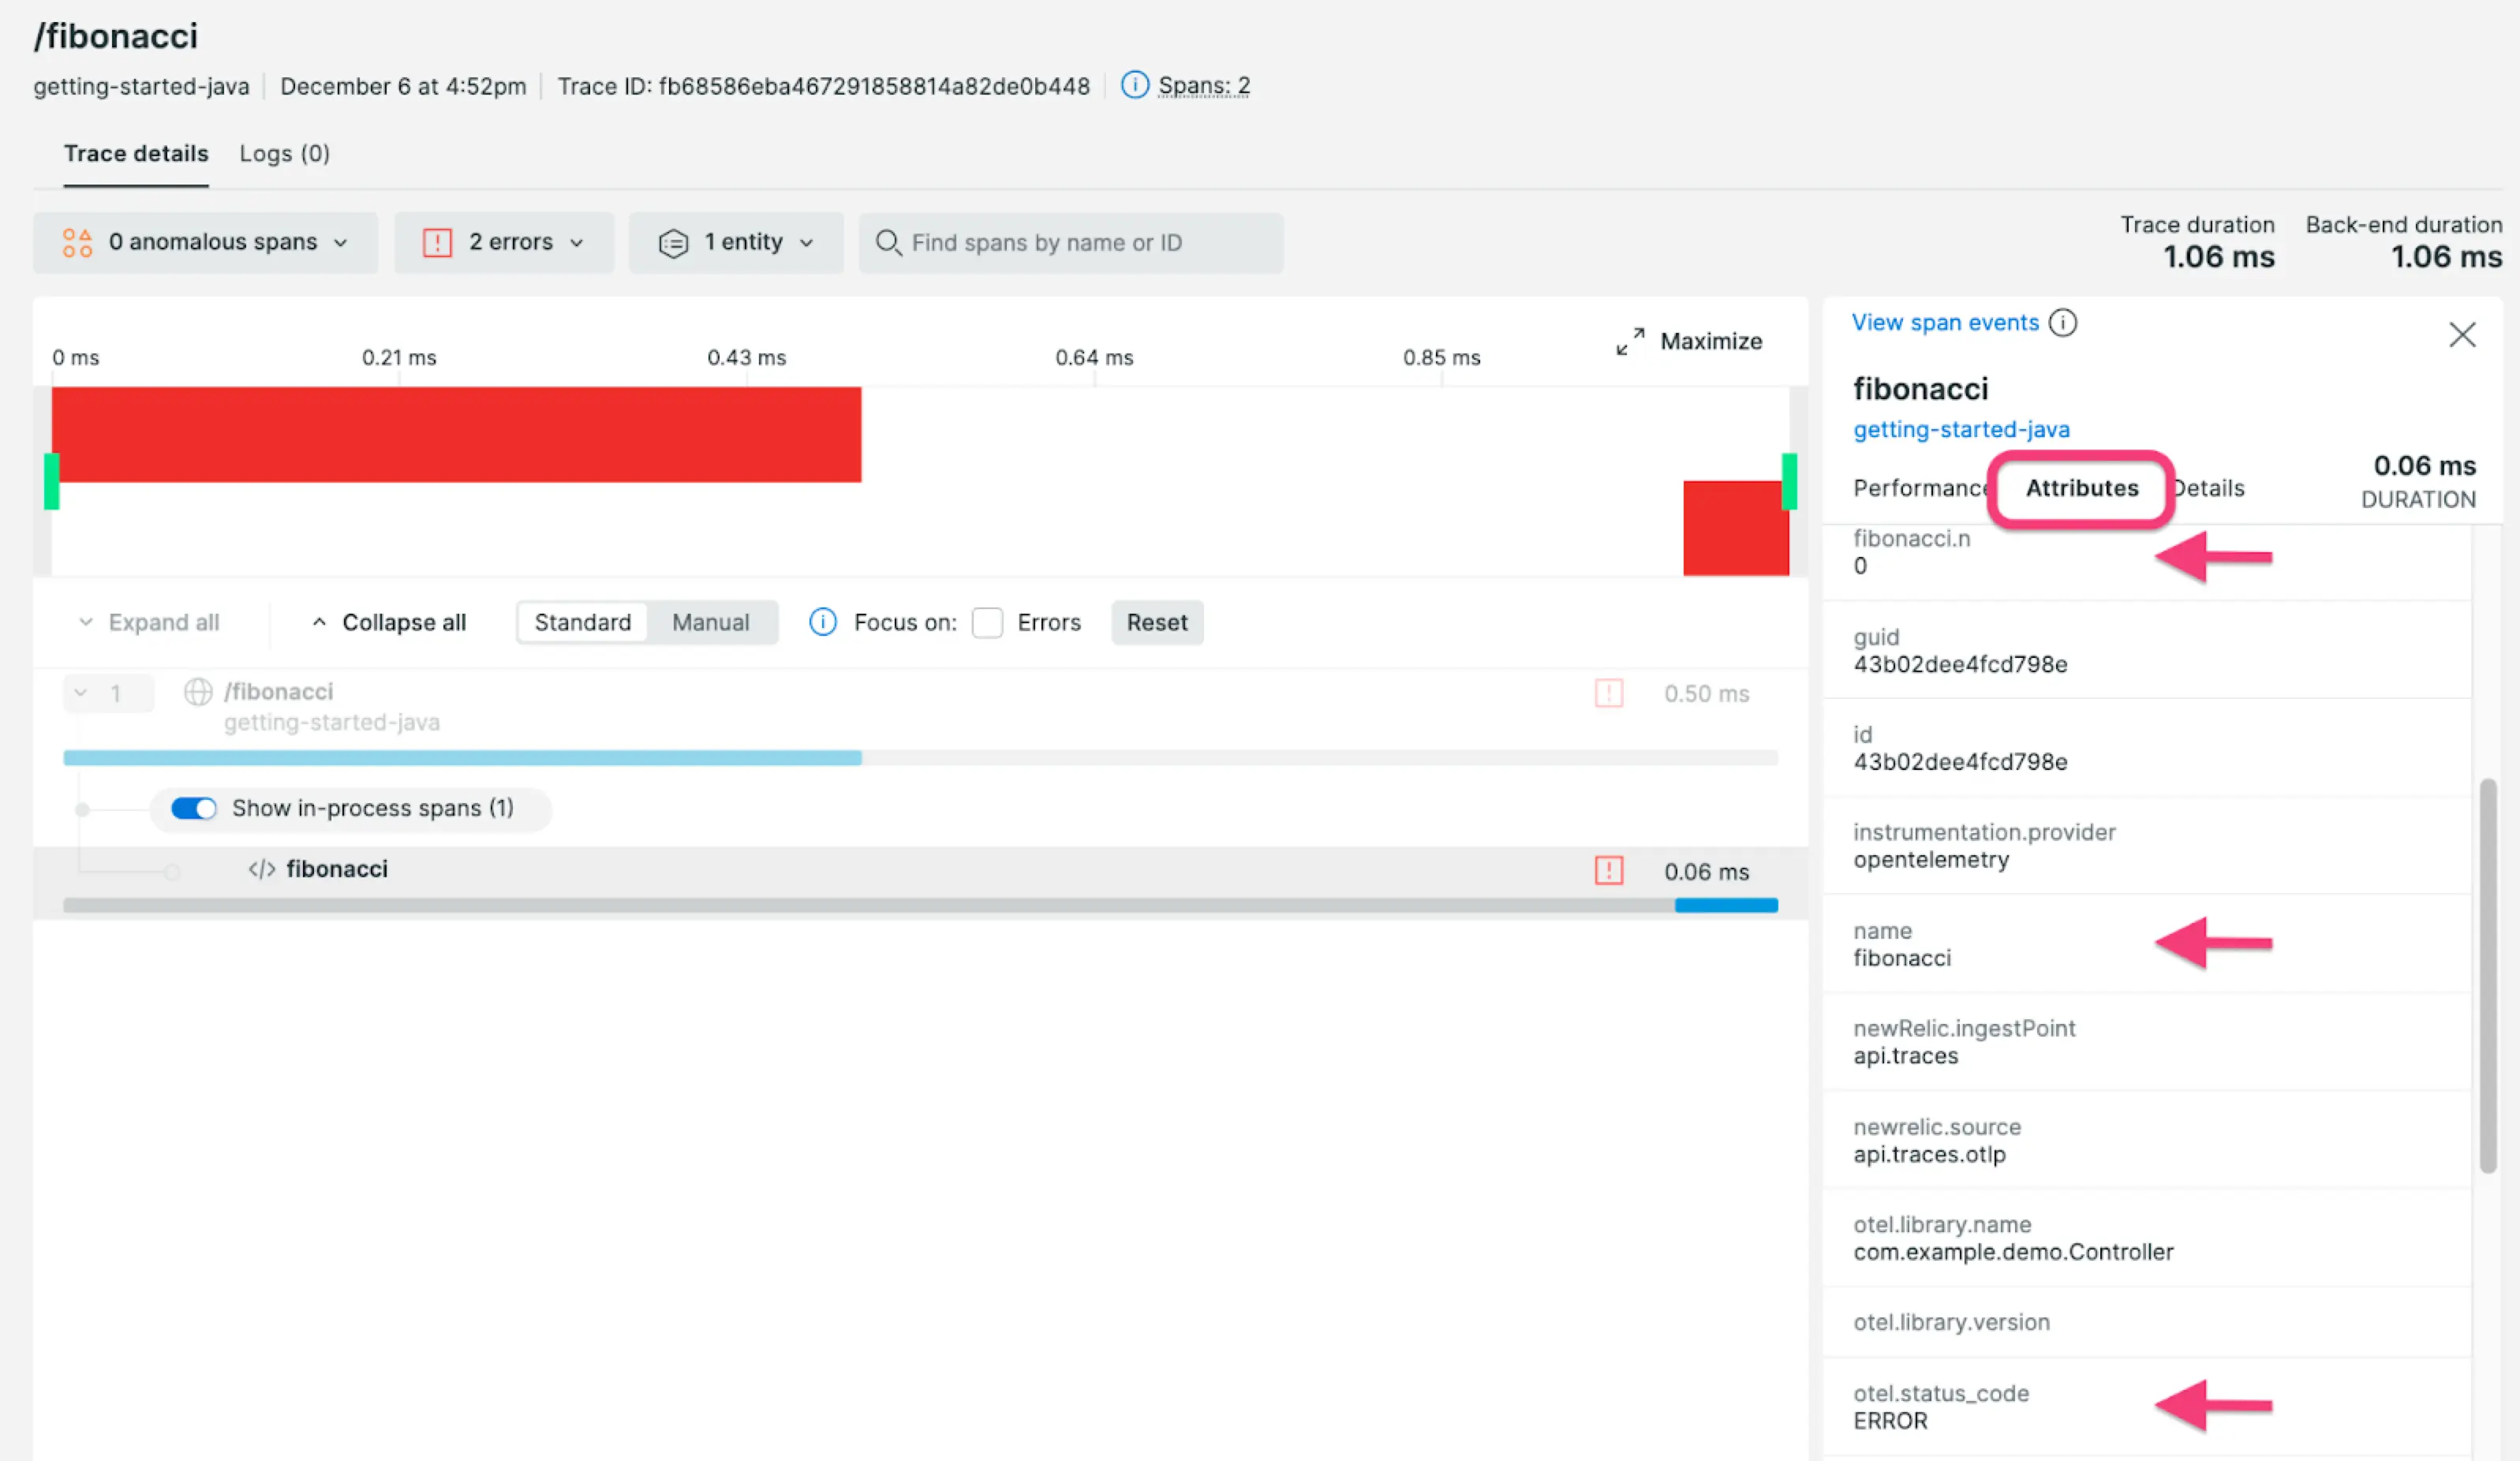 /fibonacci
getting-started-java December 6 at 4:52pm Trace ID: fb68586eba467291858814a82de0b448 Spans: 2
Trace details Logs (0)
0 anomalous spans 2 errors 1 entity Find spans by name or ID
Trace duration Back-end duration
1.06 ms 1.06 ms
Maximize
0 ms 0.21 ms 0.43 ms 0.64 ms 0.85 ms
Expand all Collapse all Standard Manual Focus on: Errors Reset
1 /fibonacci 0.50 ms
getting-started-java
Show in-process spans (1)
</> fibonacci 0.06 ms
View span events
fibonacci
getting-started-java
0.06 ms
DURATION
Performance Attributes Details
fibonacci.n
0
guid
43b02dee4fcd798e
id
43b02dee4fcd798e
instrumentation.provider
opentelemetry
name
fibonacci
newRelic.ingestPoint
api.traces
newrelic.source
api.traces.otlp
otel.library.name
com.example.demo.Controller
otel.library.version
otel.status_code
ERROR